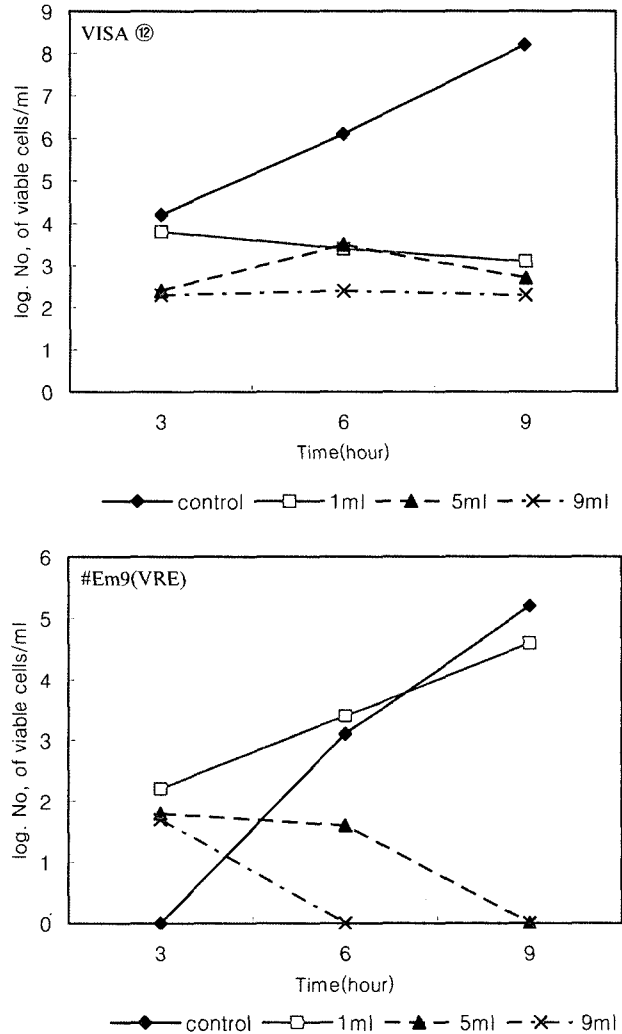 VISA ⑫
log. No, of viable cells/ml
9
8
7
6
5
4
3
2
1
0
3 6 9
Time(hour)
control 1ml 5ml 9ml
#Em9(VRE)
log. No, of viable cells/ml
6
5
4
3
2
1
0
3 6 9
Time(hour)
control 1ml 5ml 9ml